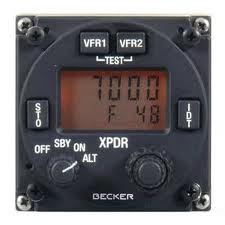 VFR1 VFR2
TEST
7000
F 48
STO
IDT
OFF SBY ON ALT
XPDR
BECKER